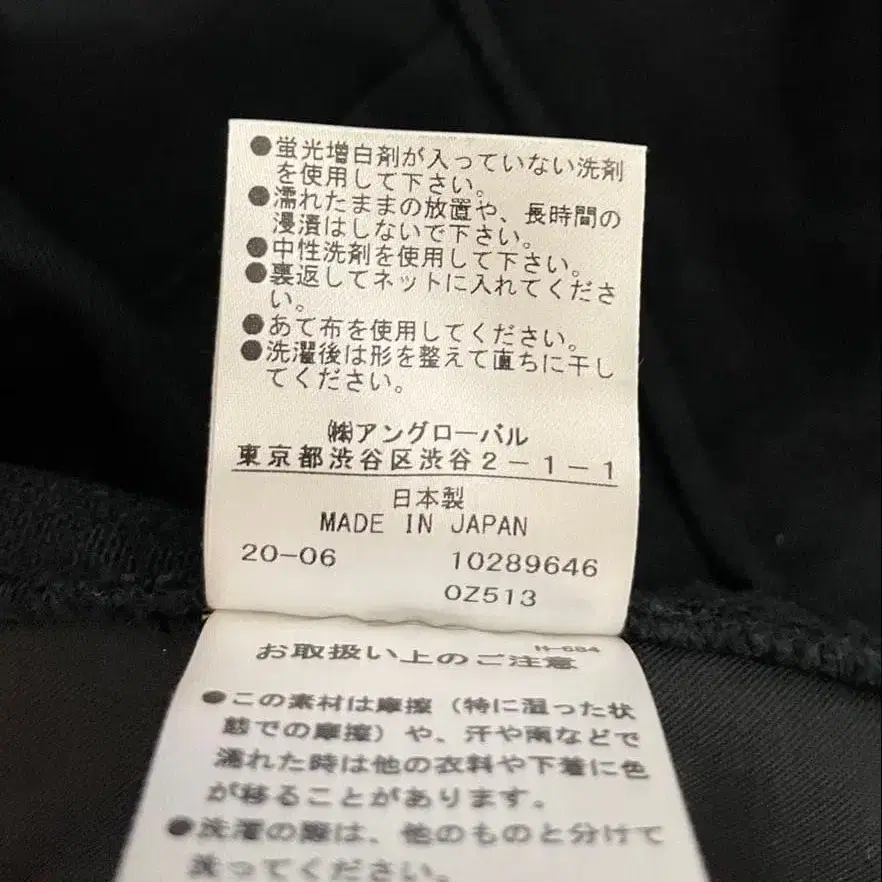 ●蛍光増白剤が入っていない洗剤
を使用して下さい。
●濡れたままの放置や、長時間の
浸漬はしないで下さい。
●中性洗剤を使用して下さい。
●裏返してネットに入れてくださ
い。
●あて布を使用してください。
●洗濯後は形を整えて直ちに干し
てください。
㈱アングローバル
東京都渋谷区渋谷2-1-1
日本製
MADE IN JAPAN
20-06 10289646
0Z513
H-684
お取扱い上のご注意
●この素材は摩擦（特に湿った状
態での摩擦）や、汗や雨などで
濡れた時は他の衣料や下着に色
が移ることがあります。
●洗濯の際は、他のものと分けて
洗ってください。